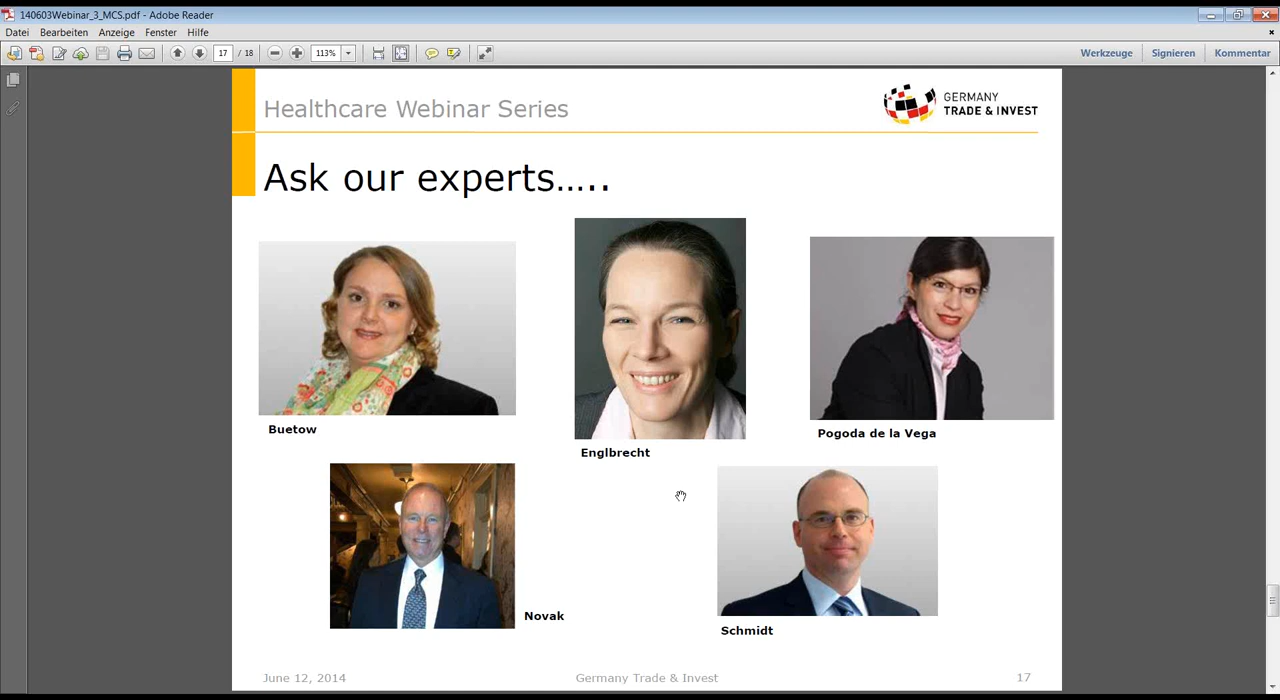 140603Webinar_3_MCS.pdf - Adobe Reader
Datei Bearbeiten Anzeige Fenster Hilfe
17 / 18 113% Werkzeuge Signieren Kommentar
Healthcare Webinar Series
GERMANY
TRADE & INVEST
Ask our experts.....
Buetow
Englbrecht
Pogoda de la Vega
Novak
Schmidt
June 12, 2014 Germany Trade & Invest 17